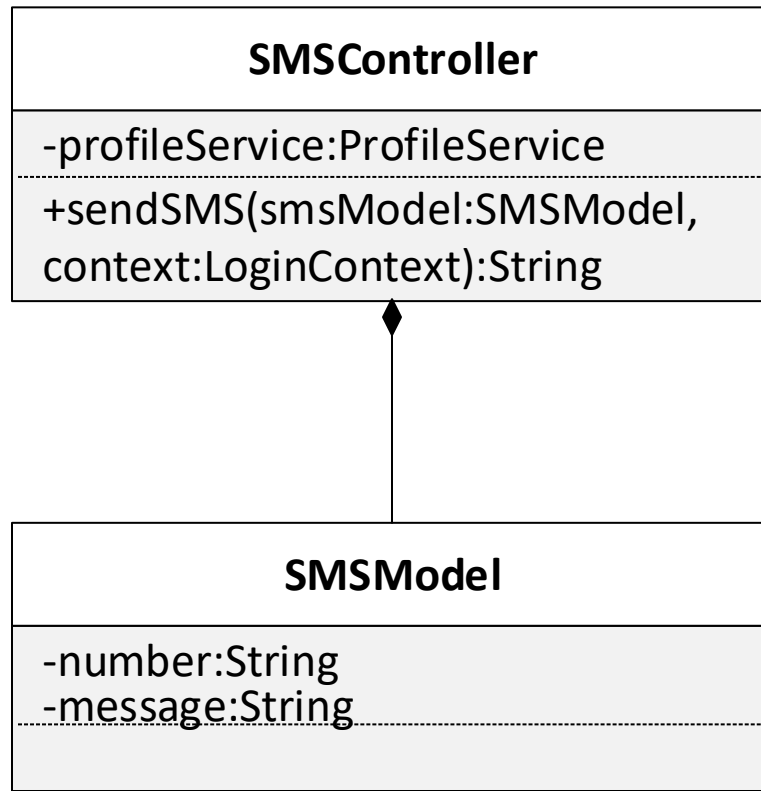 SMSController
-profileService:ProfileService
+sendSMS(smsModel:SMSModel,
context:LoginContext):String
SMSModel
-number:String
-message:String